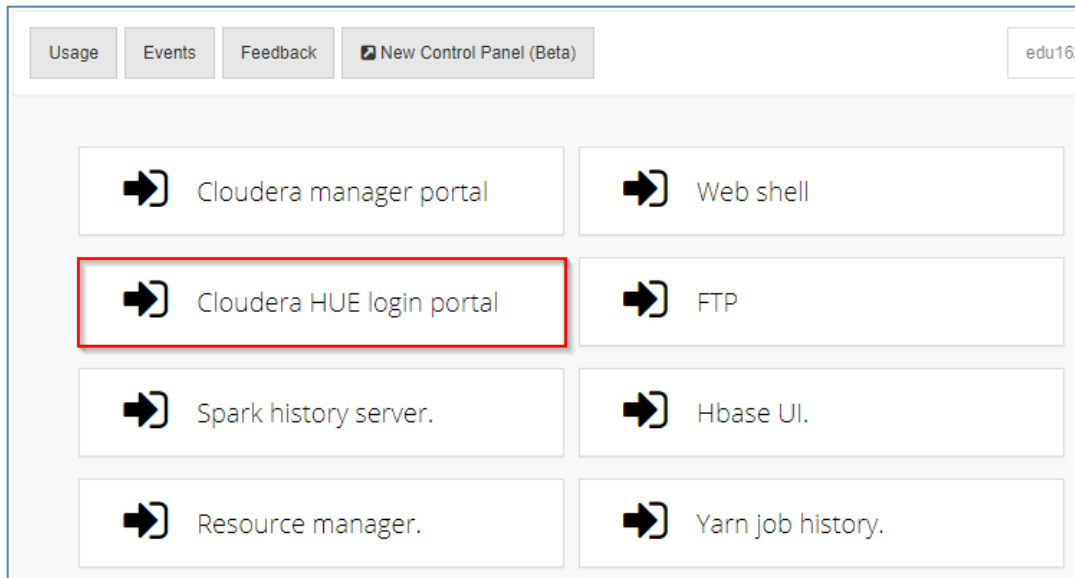 Usage Events Feedback New Control Panel (Beta) edu16
Cloudera manager portal
Web shell
Cloudera HUE login portal
FTP
Spark history server.
Hbase UI.
Resource manager.
Yarn job history.